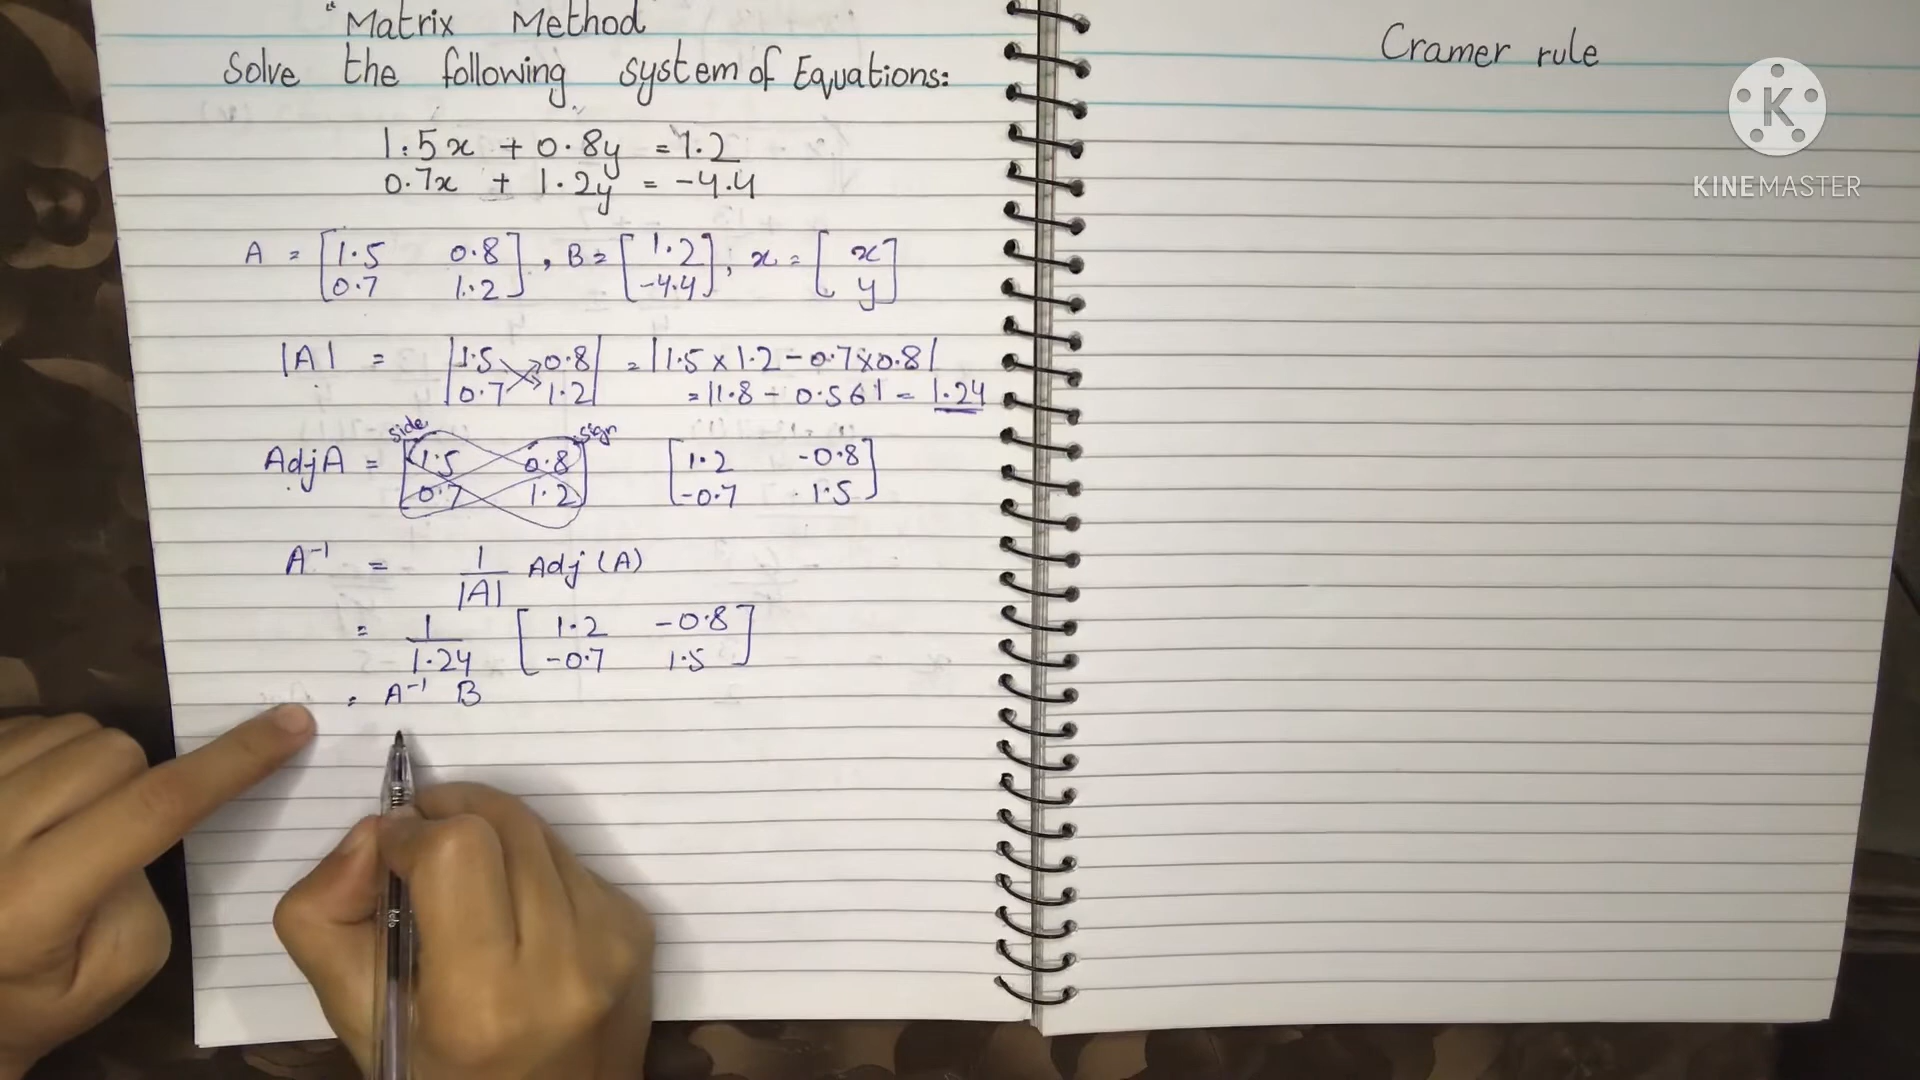 "Matrix Method
Solve the following system of Equations:
1.5x + 0.8y = 1.2
0.7x + 1.2y = -4.4
A = [1.5 0.8], B = [1.2], x = [x]
[0.7 1.2] [-4.4] [y]
|A| = |1.5 0.8| = |1.5 × 1.2 - 0.7 × 0.8|
|0.7 1.2| = |1.8 - 0.56| = 1.24
side sign
Adj A = [1.5 0.8] [1.2 -0.8]
[0.7 1.2] [-0.7 1.5]
A⁻¹ = 1/|A| Adj (A)
= 1/1.24 [1.2 -0.8]
[-0.7 1.5]
= A⁻¹ B
Cramer rule
K
KINEMASTER